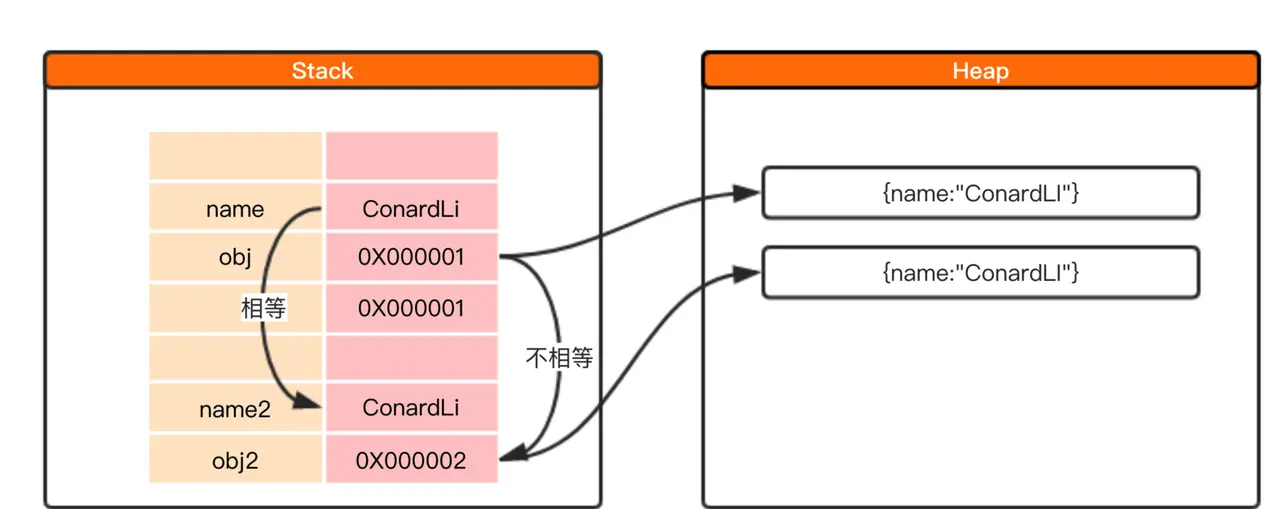 Stack
name ConardLi
obj 0X000001
相等 0X000001
不相等
name2 ConardLi
obj2 0X000002
Heap
{name:"ConardLI"}
{name:"ConardLI"}